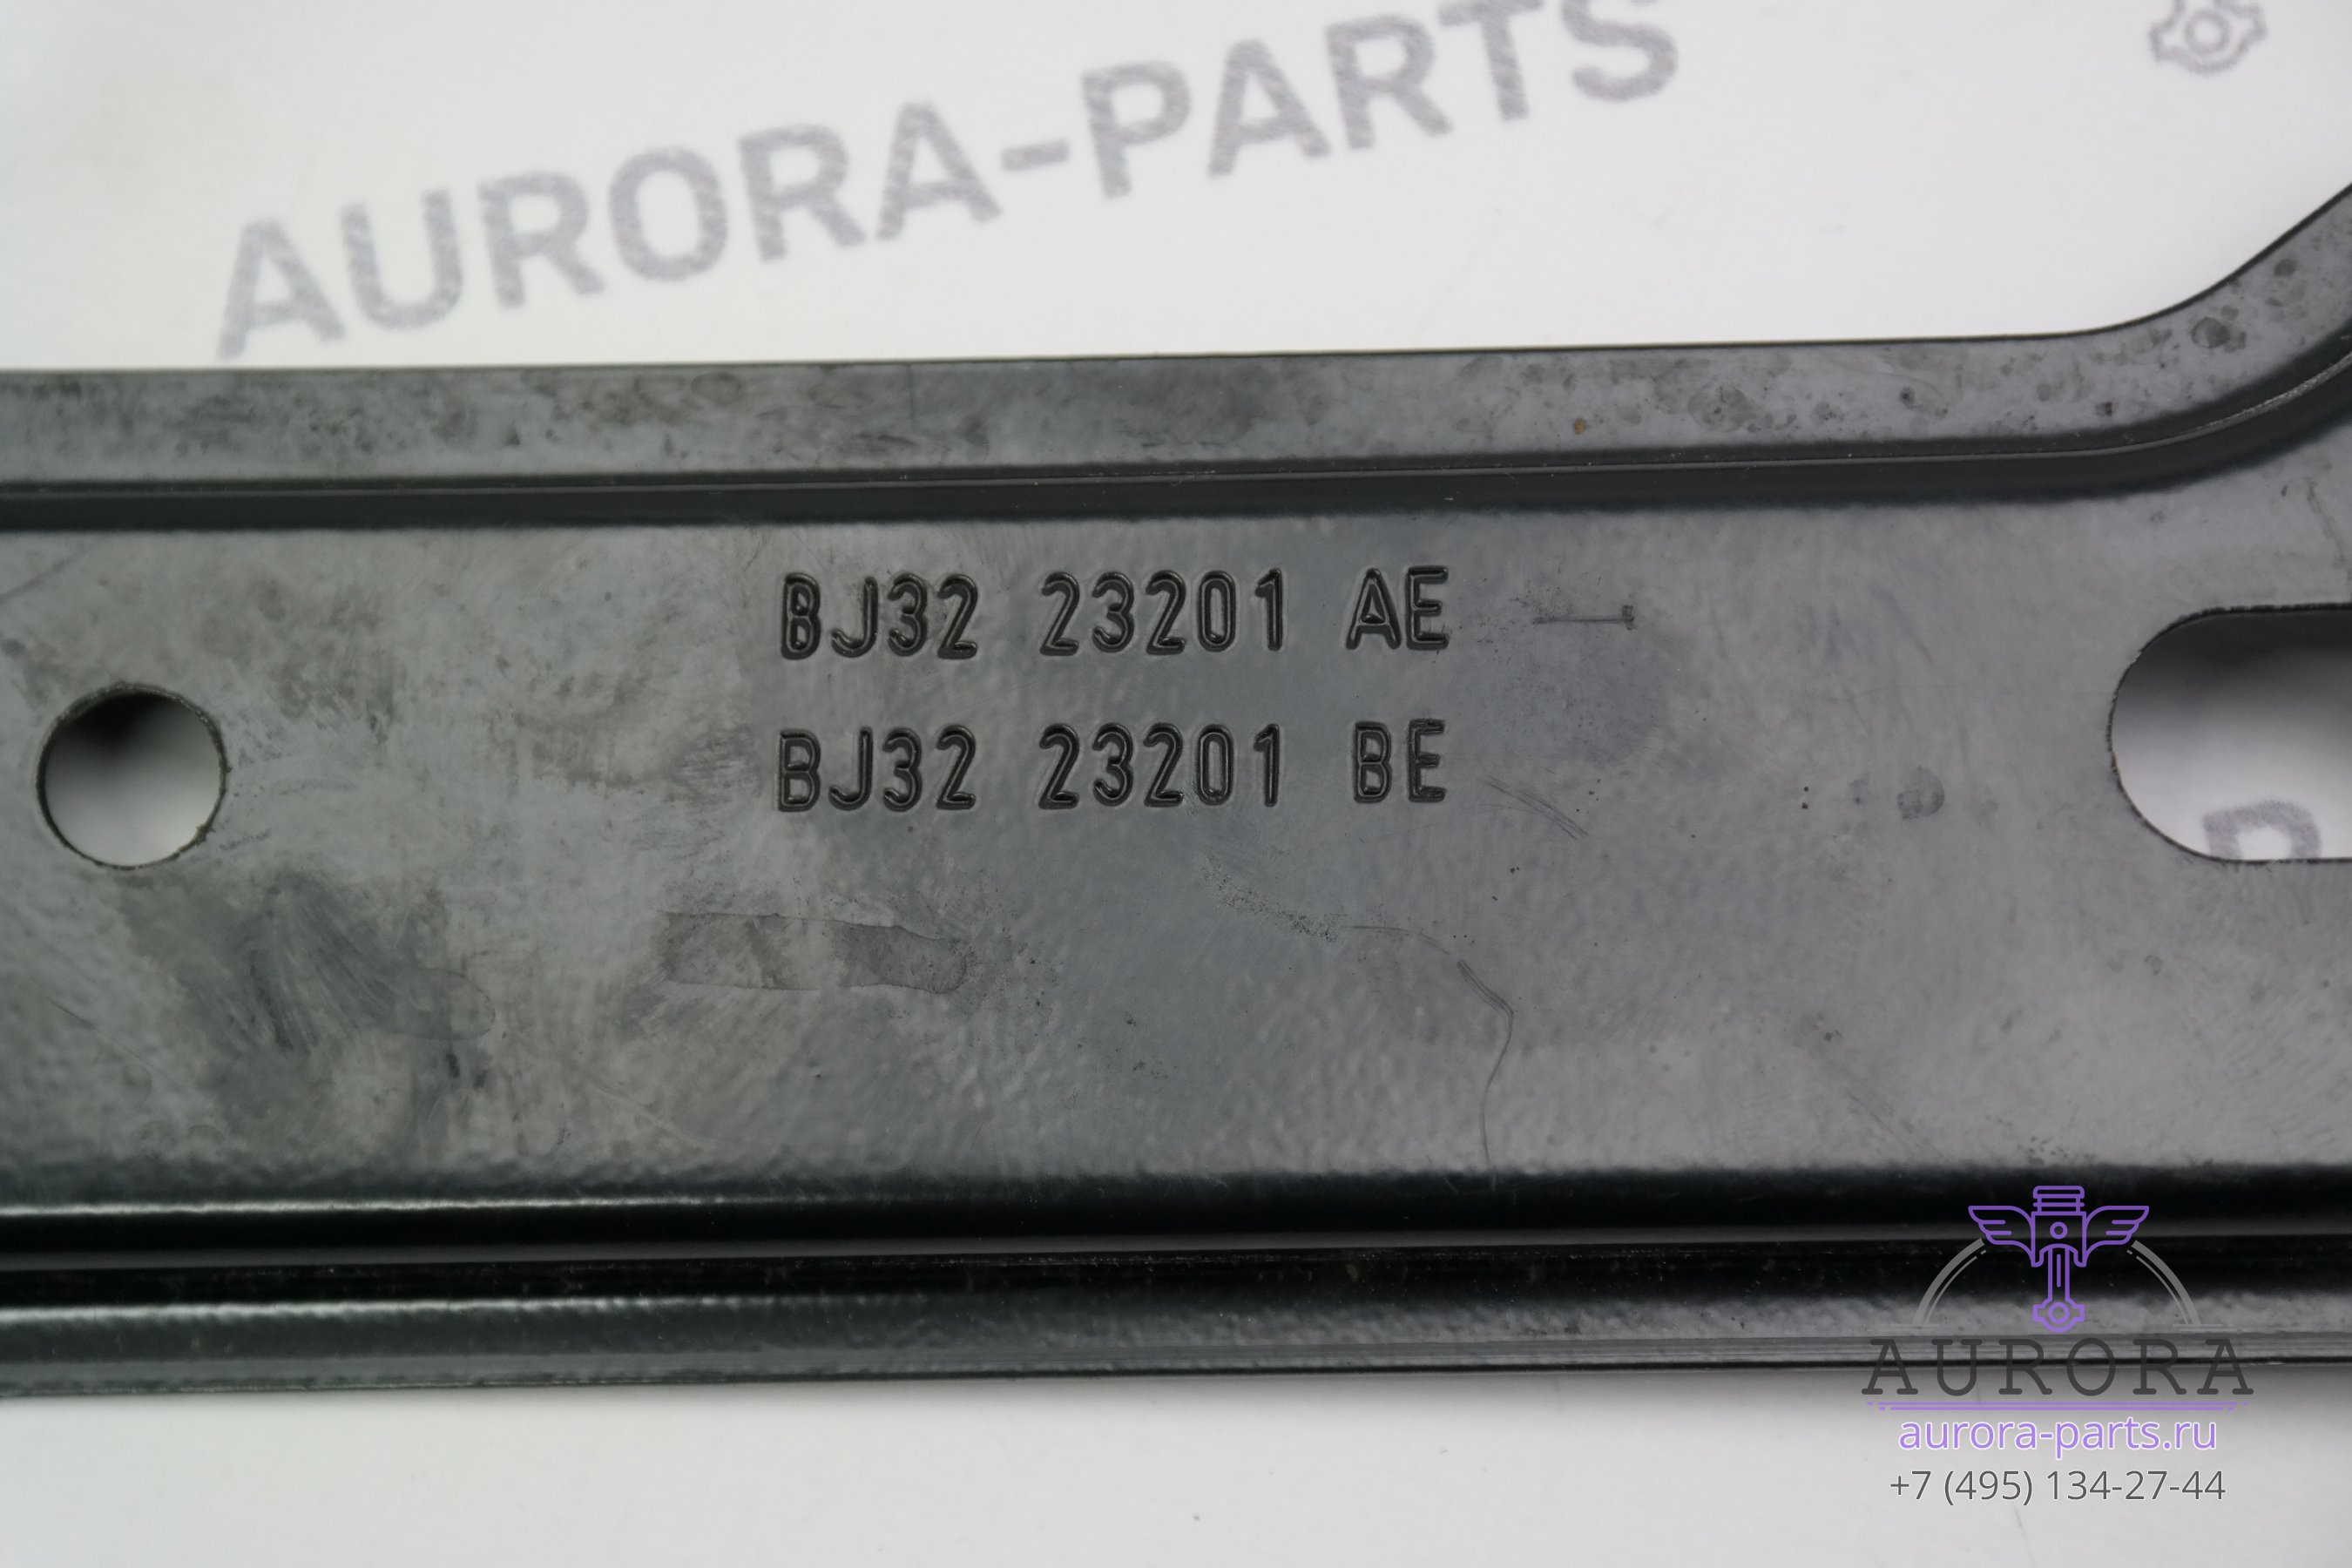 AURORA-PARTS
BJ32 23201 AE
BJ32 23201 BE
AURORA
aurora-parts.ru
+7 (495) 134-27-44